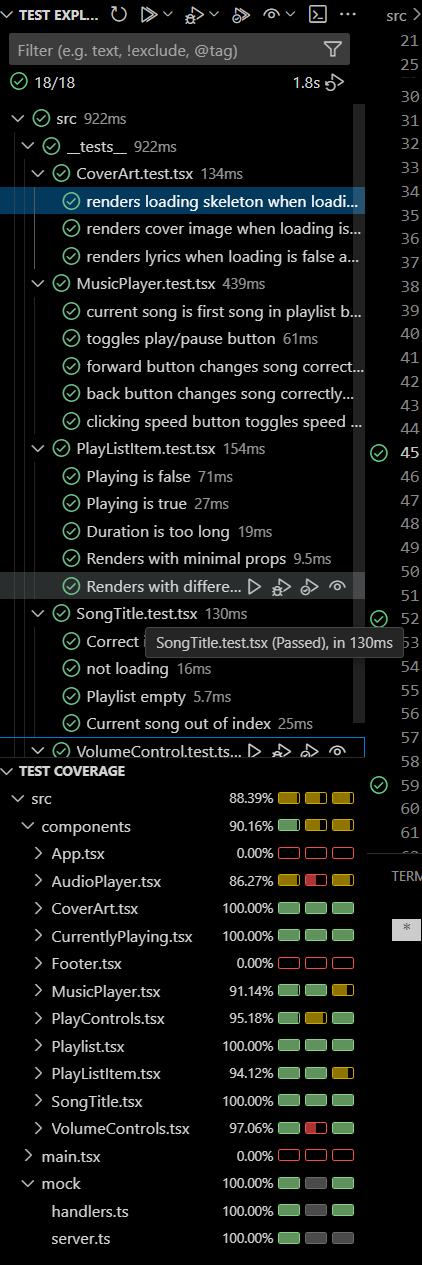 TEST EXPL...
Filter (e.g. text, !exclude, @tag)
18/18 1.8s
src 922ms
__tests__ 922ms
CoverArt.test.tsx 134ms
renders loading skeleton when loadi...
renders cover image when loading is...
renders lyrics when loading is false a...
MusicPlayer.test.tsx 439ms
current song is first song in playlist b...
toggles play/pause button 61ms
forward button changes song correct...
back button changes song correctly...
clicking speed button toggles speed ...
PlayListItem.test.tsx 154ms
Playing is false 71ms
Playing is true 27ms
Duration is too long 19ms
Renders with minimal props 9.5ms
Renders with differe...
SongTitle.test.tsx 130ms
Correct
SongTitle.test.tsx (Passed), in 130ms
not loading 16ms
Playlist empty 5.7ms
Current song out of index 25ms
VolumeControl.test.ts...
TEST COVERAGE
src 88.39%
components 90.16%
App.tsx 0.00%
AudioPlayer.tsx 86.27%
CoverArt.tsx 100.00%
CurrentlyPlaying.tsx 100.00%
Footer.tsx 0.00%
MusicPlayer.tsx 91.14%
PlayControls.tsx 95.18%
Playlist.tsx 100.00%
PlayListItem.tsx 94.12%
SongTitle.tsx 100.00%
VolumeControls.tsx 97.06%
main.tsx 0.00%
mock 100.00%
handlers.ts 100.00%
server.ts 100.00%
src >
21
25
30
31
32
33
34
35
36
37
38
39
40
41
42
43
44
45
46
47
48
49
50
51
52
53
54
55
56
57
58
59
60
61
TERM
*